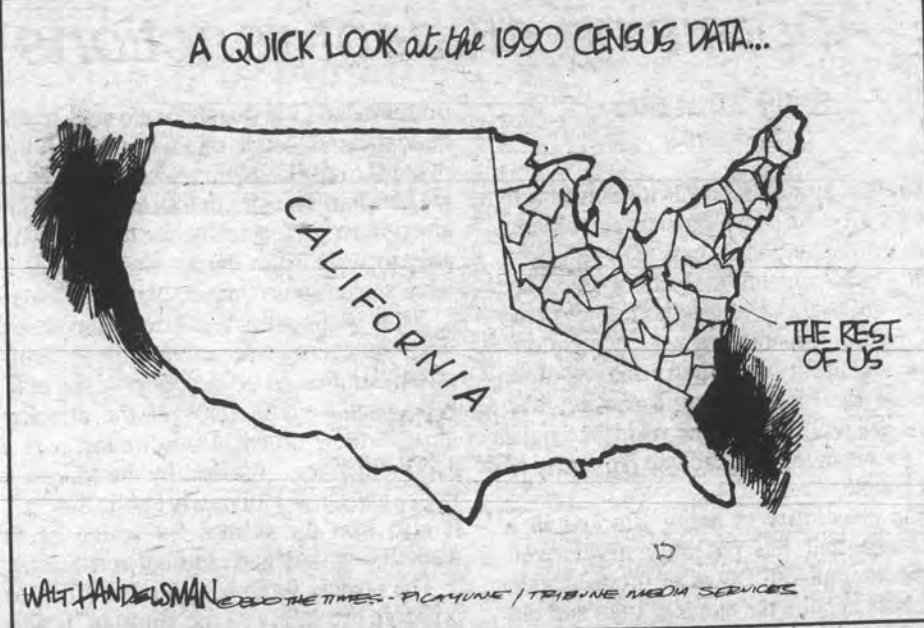 A QUICK LOOK at the 1990 CENSUS DATA...
CALIFORNIA
THE REST
OF US
WALT HANDELSMAN © THE TIMES-PICAYUNE / TRIBUNE MEDIA SERVICES